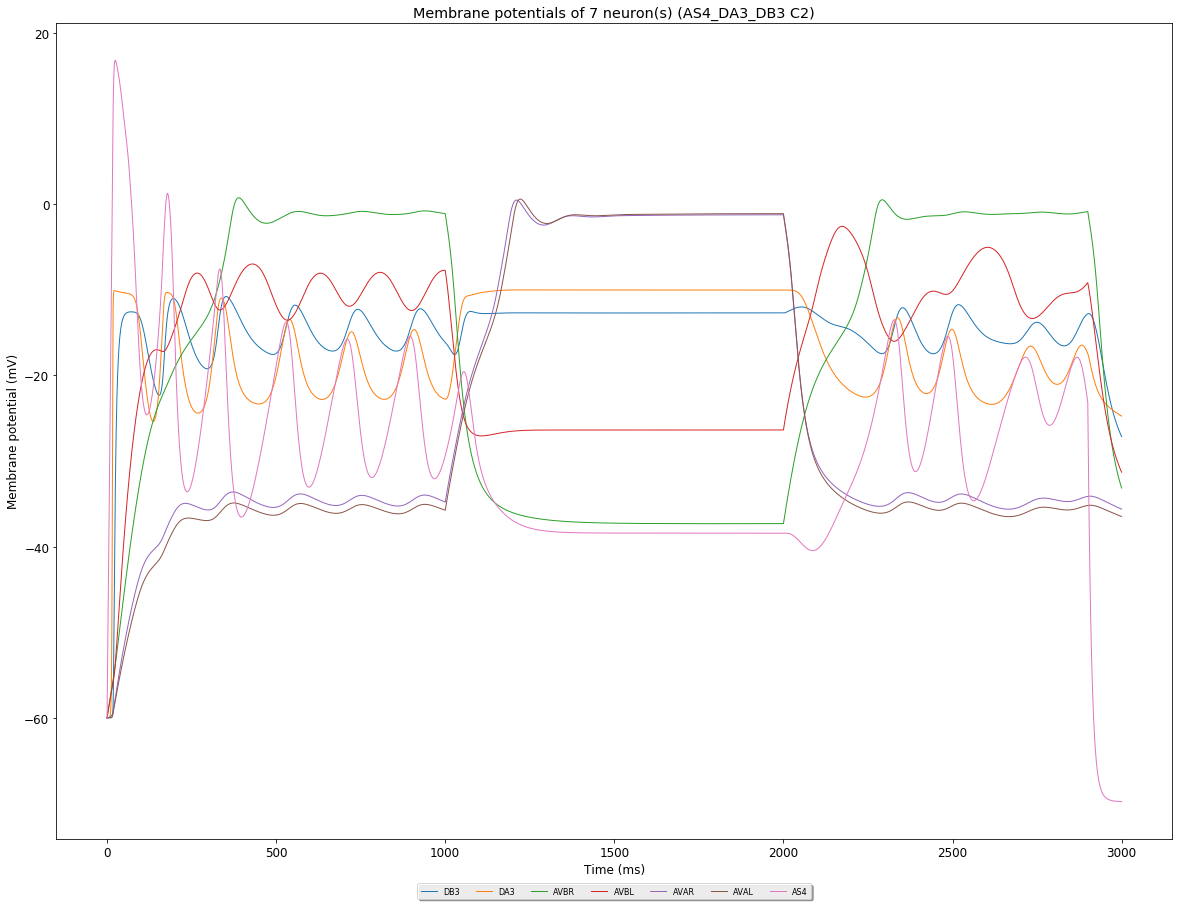 Membrane potentials of 7 neuron(s) (AS4_DA3_DB3 C2)
20
0
−20
−40
−60
Membrane potential (mV)
0 500 1000 1500 2000 2500 3000
Time (ms)
DB3 DA3 AVBR AVBL AVAR AVAL AS4